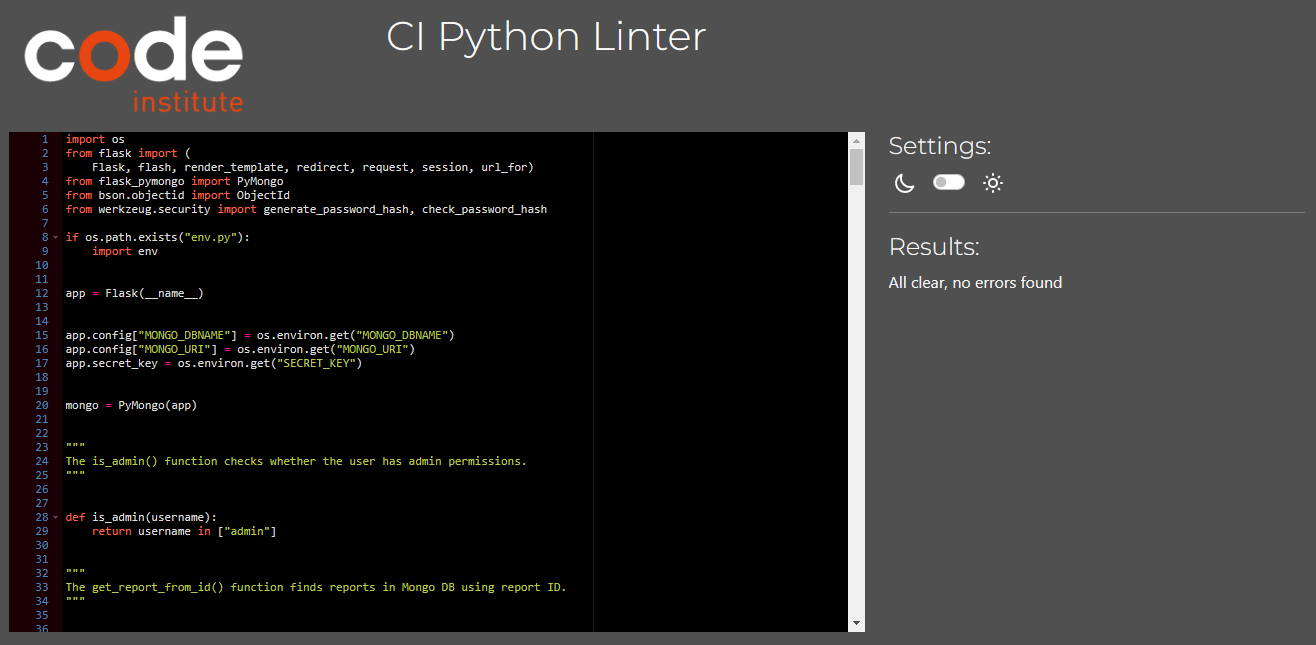 code
institute
CI Python Linter
1 import os
2 from flask import (
3     Flask, flash, render_template, redirect, request, session, url_for)
4 from flask_pymongo import PyMongo
5 from bson.objectid import ObjectId
6 from werkzeug.security import generate_password_hash, check_password_hash
7
8 if os.path.exists("env.py"):
9     import env
10
11
12 app = Flask(__name__)
13
14
15 app.config["MONGO_DBNAME"] = os.environ.get("MONGO_DBNAME")
16 app.config["MONGO_URI"] = os.environ.get("MONGO_URI")
17 app.secret_key = os.environ.get("SECRET_KEY")
18
19
20 mongo = PyMongo(app)
21
22
23 """
24 The is_admin() function checks whether the user has admin permissions.
25 """
26
27
28 def is_admin(username):
29     return username in ["admin"]
30
31
32 """
33 The get_report_from_id() function finds reports in Mongo DB using report ID.
34 """
35
36
Settings:
Results:
All clear, no errors found